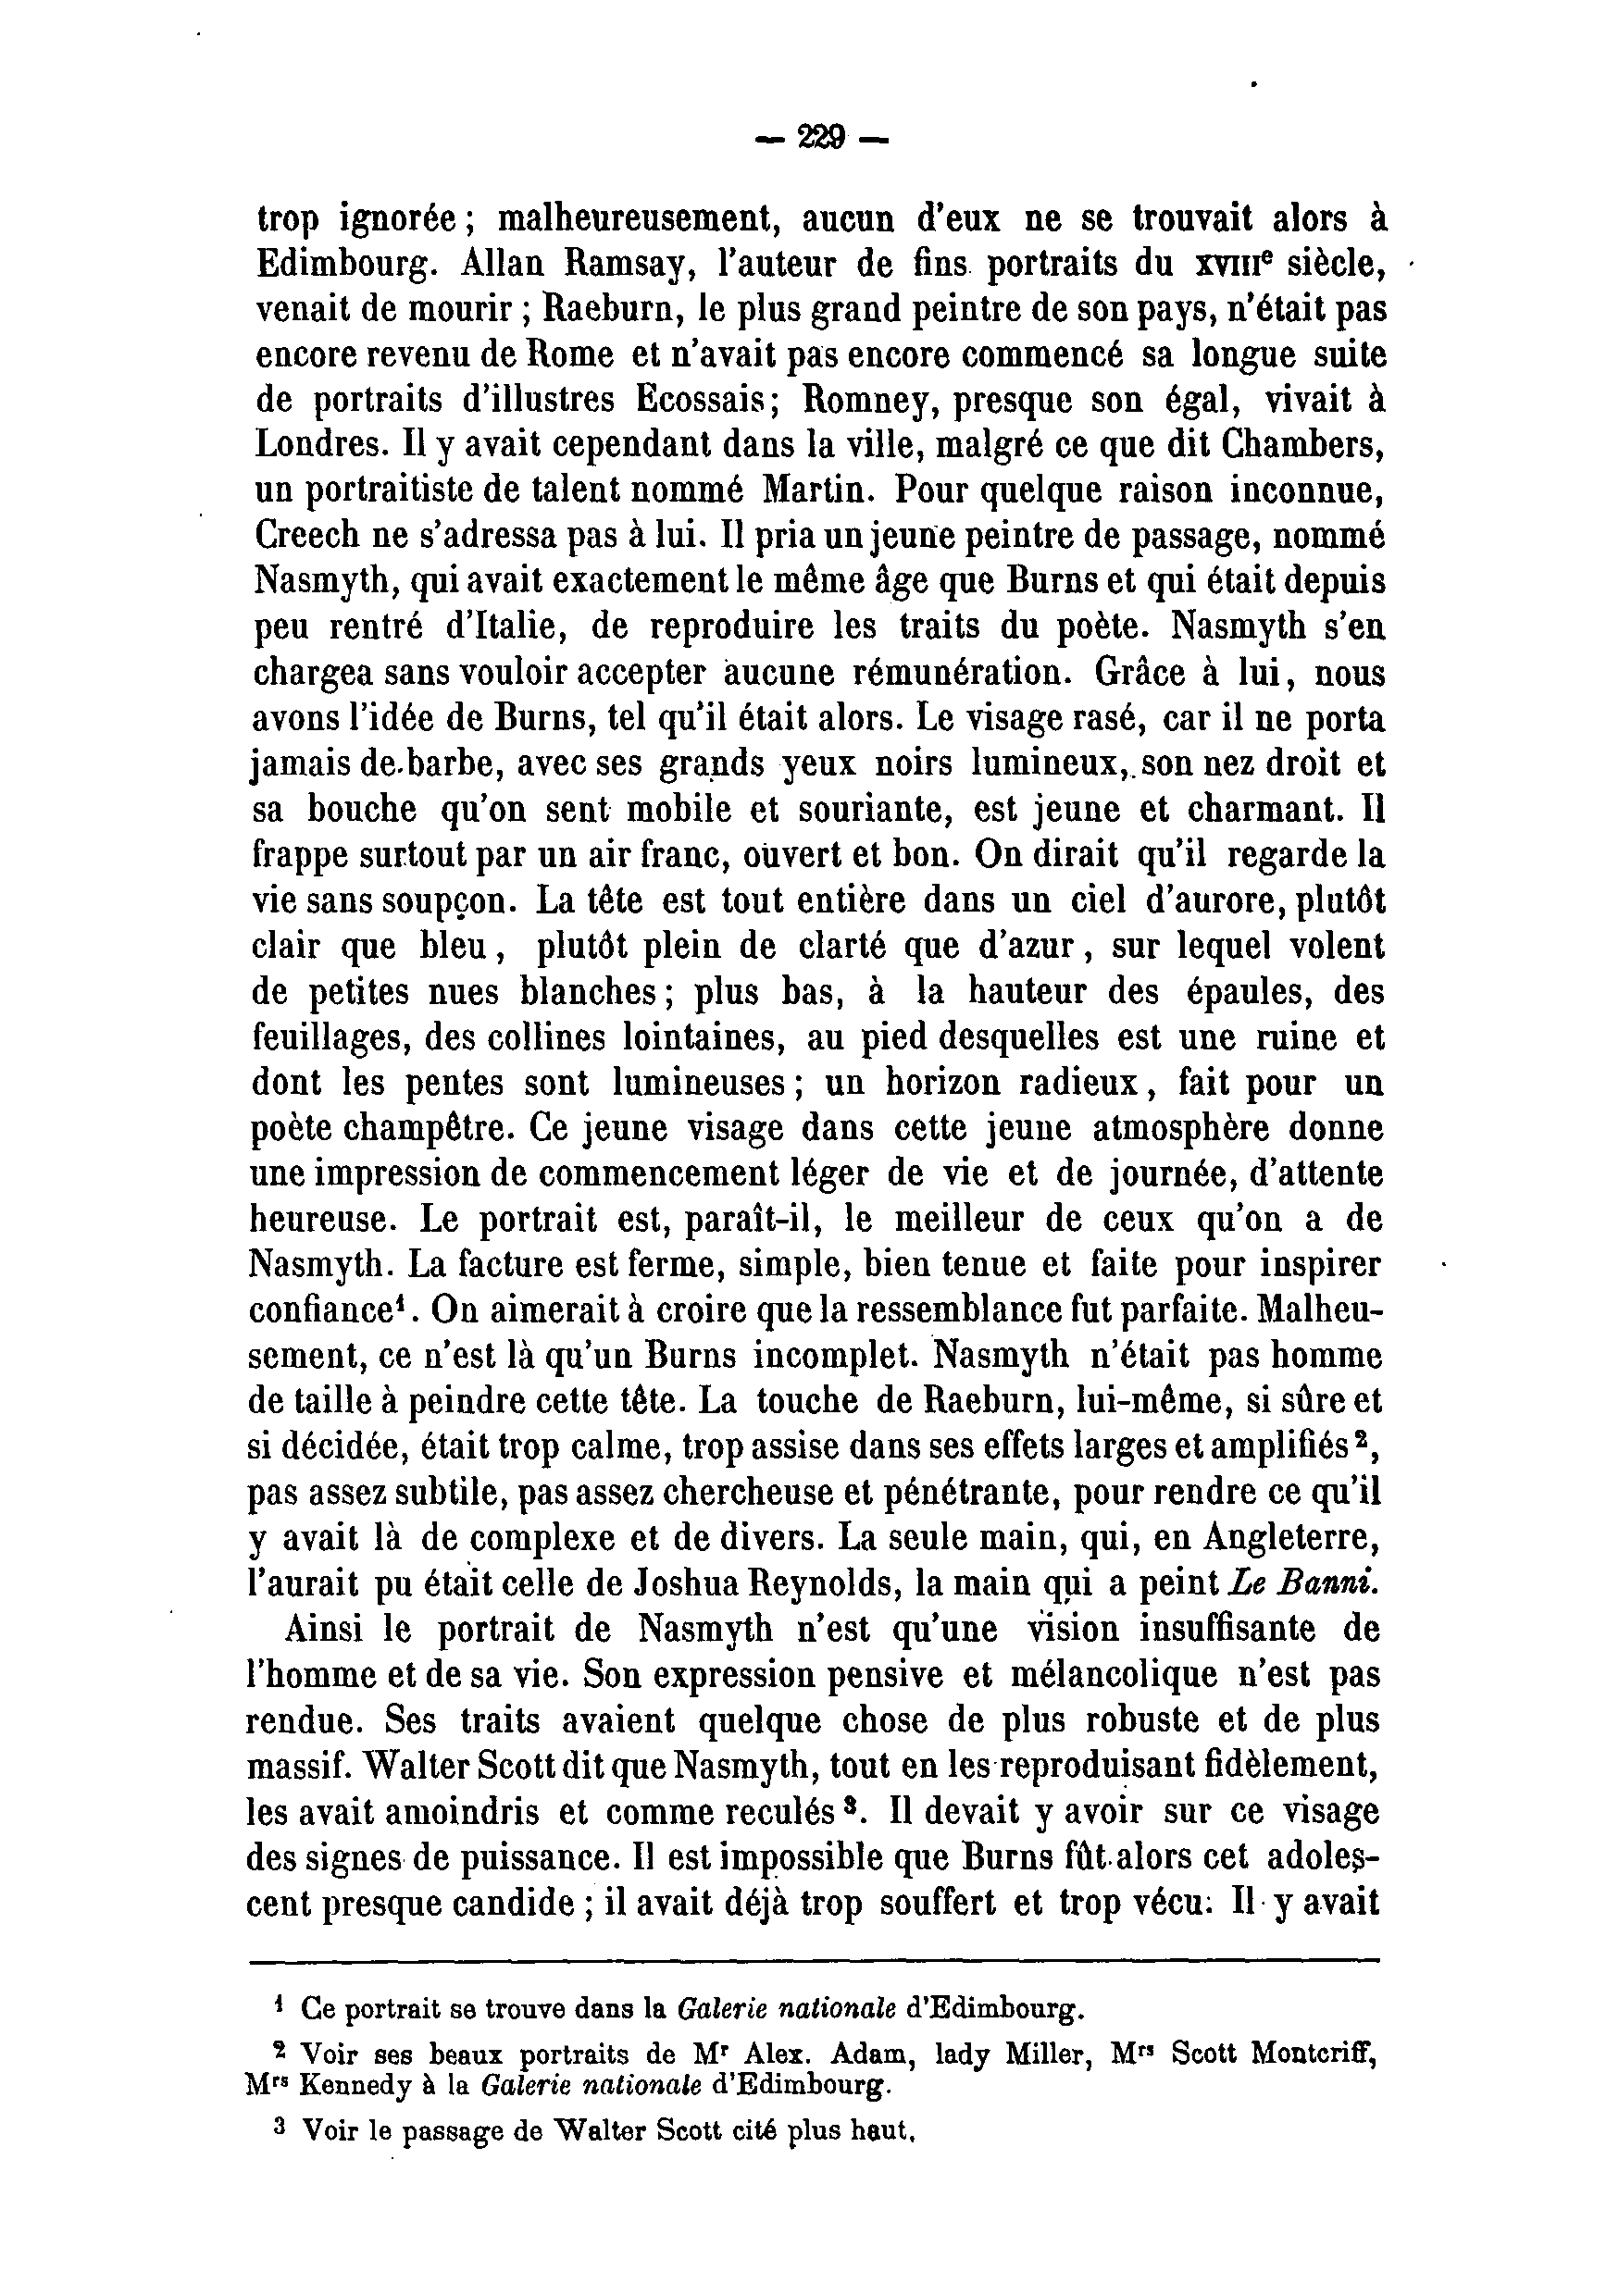 — 229 —
trop ignorée ; malheureusement, aucun d'eux ne se trouvait alors à
Edimbourg. Allan Ramsay, l'auteur de fins portraits du XVIIIe siècle,
venait de mourir ; Raeburn, le plus grand peintre de son pays, n'était pas
encore revenu de Rome et n'avait pas encore commencé sa longue suite
de portraits d'illustres Ecossais; Romney, presque son égal, vivait à
Londres. Il y avait cependant dans la ville, malgré ce que dit Chambers,
un portraitiste de talent nommé Martin. Pour quelque raison inconnue,
Creech ne s'adressa pas à lui. Il pria un jeune peintre de passage, nommé
Nasmyth, qui avait exactement le même âge que Burns et qui était depuis
peu rentré d'Italie, de reproduire les traits du poète. Nasmyth s'en
chargea sans vouloir accepter aucune rémunération. Grâce à lui, nous
avons l'idée de Burns, tel qu'il était alors. Le visage rasé, car il ne porta
jamais de barbe, avec ses grands yeux noirs lumineux, son nez droit et
sa bouche qu'on sent mobile et souriante, est jeune et charmant. Il
frappe surtout par un air franc, ouvert et bon. On dirait qu'il regarde la
vie sans soupçon. La tête est tout entière dans un ciel d'aurore, plutôt
clair que bleu, plutôt plein de clarté que d'azur, sur lequel volent
de petites nues blanches ; plus bas, à la hauteur des épaules, des
feuillages, des collines lointaines, au pied desquelles est une ruine et
dont les pentes sont lumineuses ; un horizon radieux, fait pour un
poète champêtre. Ce jeune visage dans cette jeune atmosphère donne
une impression de commencement léger de vie et de journée, d'attente
heureuse. Le portrait est, paraît-il, le meilleur de ceux qu'on a de
Nasmyth. La facture est ferme, simple, bien tenue et faite pour inspirer
confiance¹. On aimerait à croire que la ressemblance fut parfaite. Malheu-
sement, ce n'est là qu'un Burns incomplet. Nasmyth n'était pas homme
de taille à peindre cette tête. La touche de Raeburn, lui-même, si sûre et
si décidée, était trop calme, trop assise dans ses effets larges et amplifiés²,
pas assez subtile, pas assez chercheuse et pénétrante, pour rendre ce qu'il
y avait là de complexe et de divers. La seule main, qui, en Angleterre,
l'aurait pu était celle de Joshua Reynolds, la main qui a peint Le Banni.
Ainsi le portrait de Nasmyth n'est qu'une vision insuffisante de
l'homme et de sa vie. Son expression pensive et mélancolique n'est pas
rendue. Ses traits avaient quelque chose de plus robuste et de plus
massif. Walter Scott dit que Nasmyth, tout en les reproduisant fidèlement,
les avait amoindris et comme reculés³. Il devait y avoir sur ce visage
des signes de puissance. Il est impossible que Burns fût alors cet adoles-
cent presque candide ; il avait déjà trop souffert et trop vécu. Il y avait
¹ Ce portrait se trouve dans la Galerie nationale d'Edimbourg.
² Voir ses beaux portraits de Mr Alex. Adam, lady Miller, Mrs Scott Montcriff,
Mrs Kennedy à la Galerie nationale d'Edimbourg.
3 Voir le passage de Walter Scott cité plus haut.